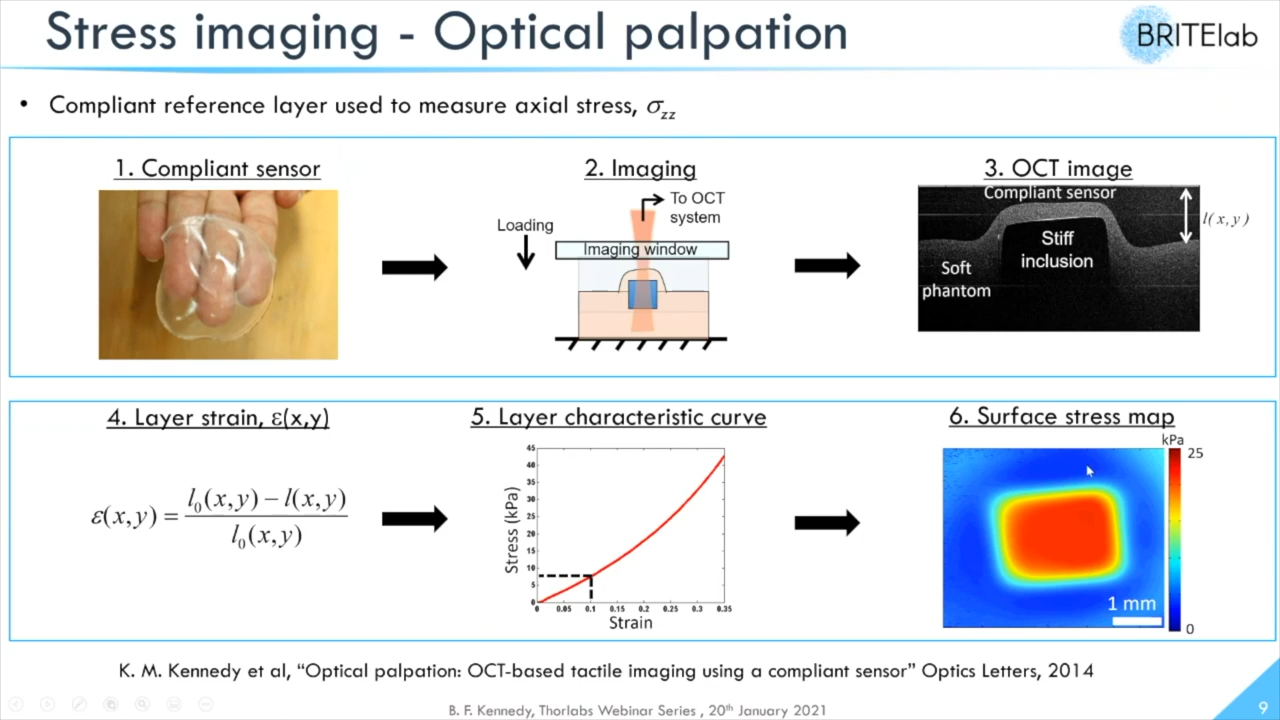 Stress imaging - Optical palpation
BRITElab
• Compliant reference layer used to measure axial stress, σzz
1. Compliant sensor
2. Imaging
To OCT
system
Loading
Imaging window
3. OCT image
Compliant sensor
Stiff
inclusion
Soft
phantom
l(x,y)
4. Layer strain, ε(x,y)
ε(x,y) = (l₀(x,y) − l(x,y)) / l₀(x,y)
5. Layer characteristic curve
Stress (kPa)
45
40
35
30
25
20
15
10
5
0
0 0.05 0.1 0.15 0.2 0.25 0.3 0.35
Strain
6. Surface stress map
kPa
25
1 mm
0
K. M. Kennedy et al, “Optical palpation: OCT-based tactile imaging using a compliant sensor” Optics Letters, 2014
B. F. Kennedy, Thorlabs Webinar Series , 20th January 2021
9